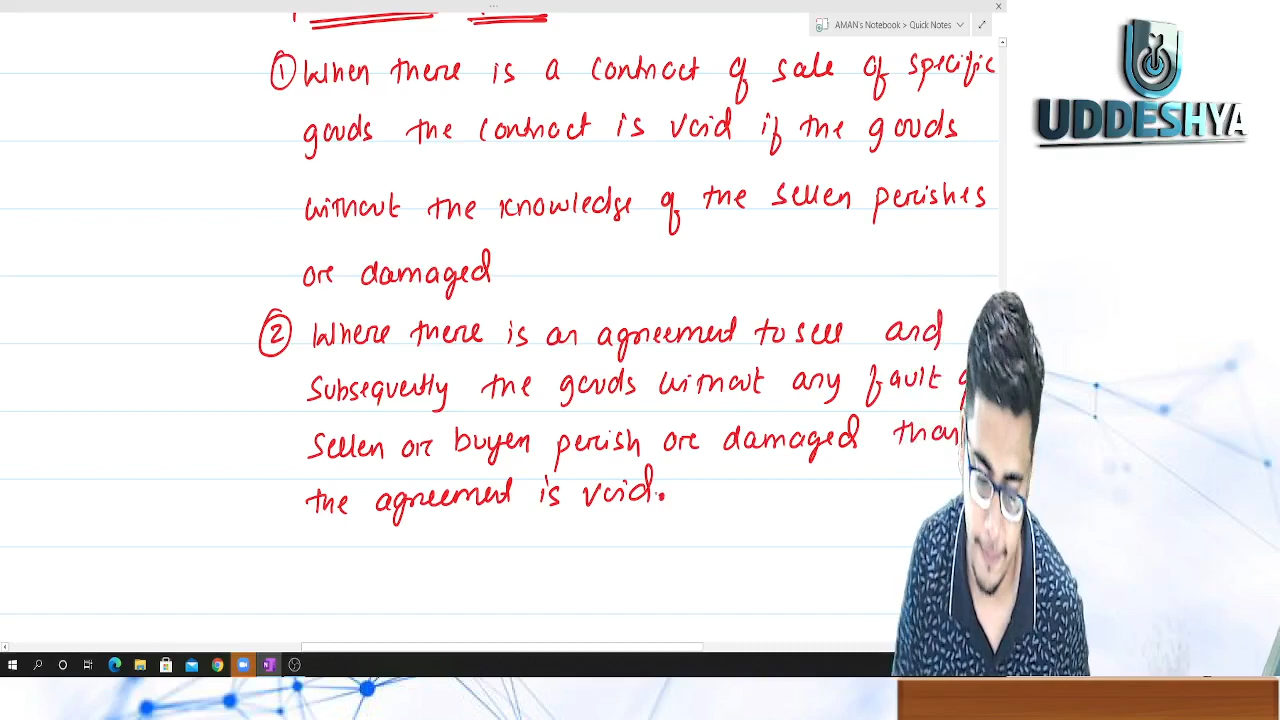 AMAN's Notebook > Quick Notes
UDDESHYA
① When there is a contract of sale of specific
goods the contract is void if the goods
without the knowledge of the seller perishes
or damaged
② Where there is an agreement to sell and
Subsequently the goods without any fault
seller or buyer perish or damaged than
the agreement is void.